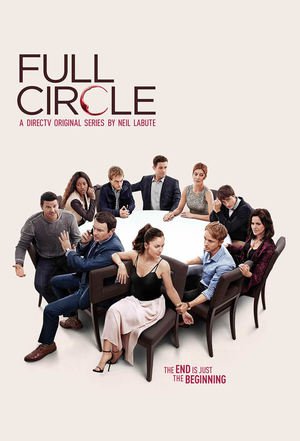 FULL
CIRCLE
A DIRECTV ORIGINAL SERIES BY NEIL LABUTE
THE END IS JUST
THE BEGINNING